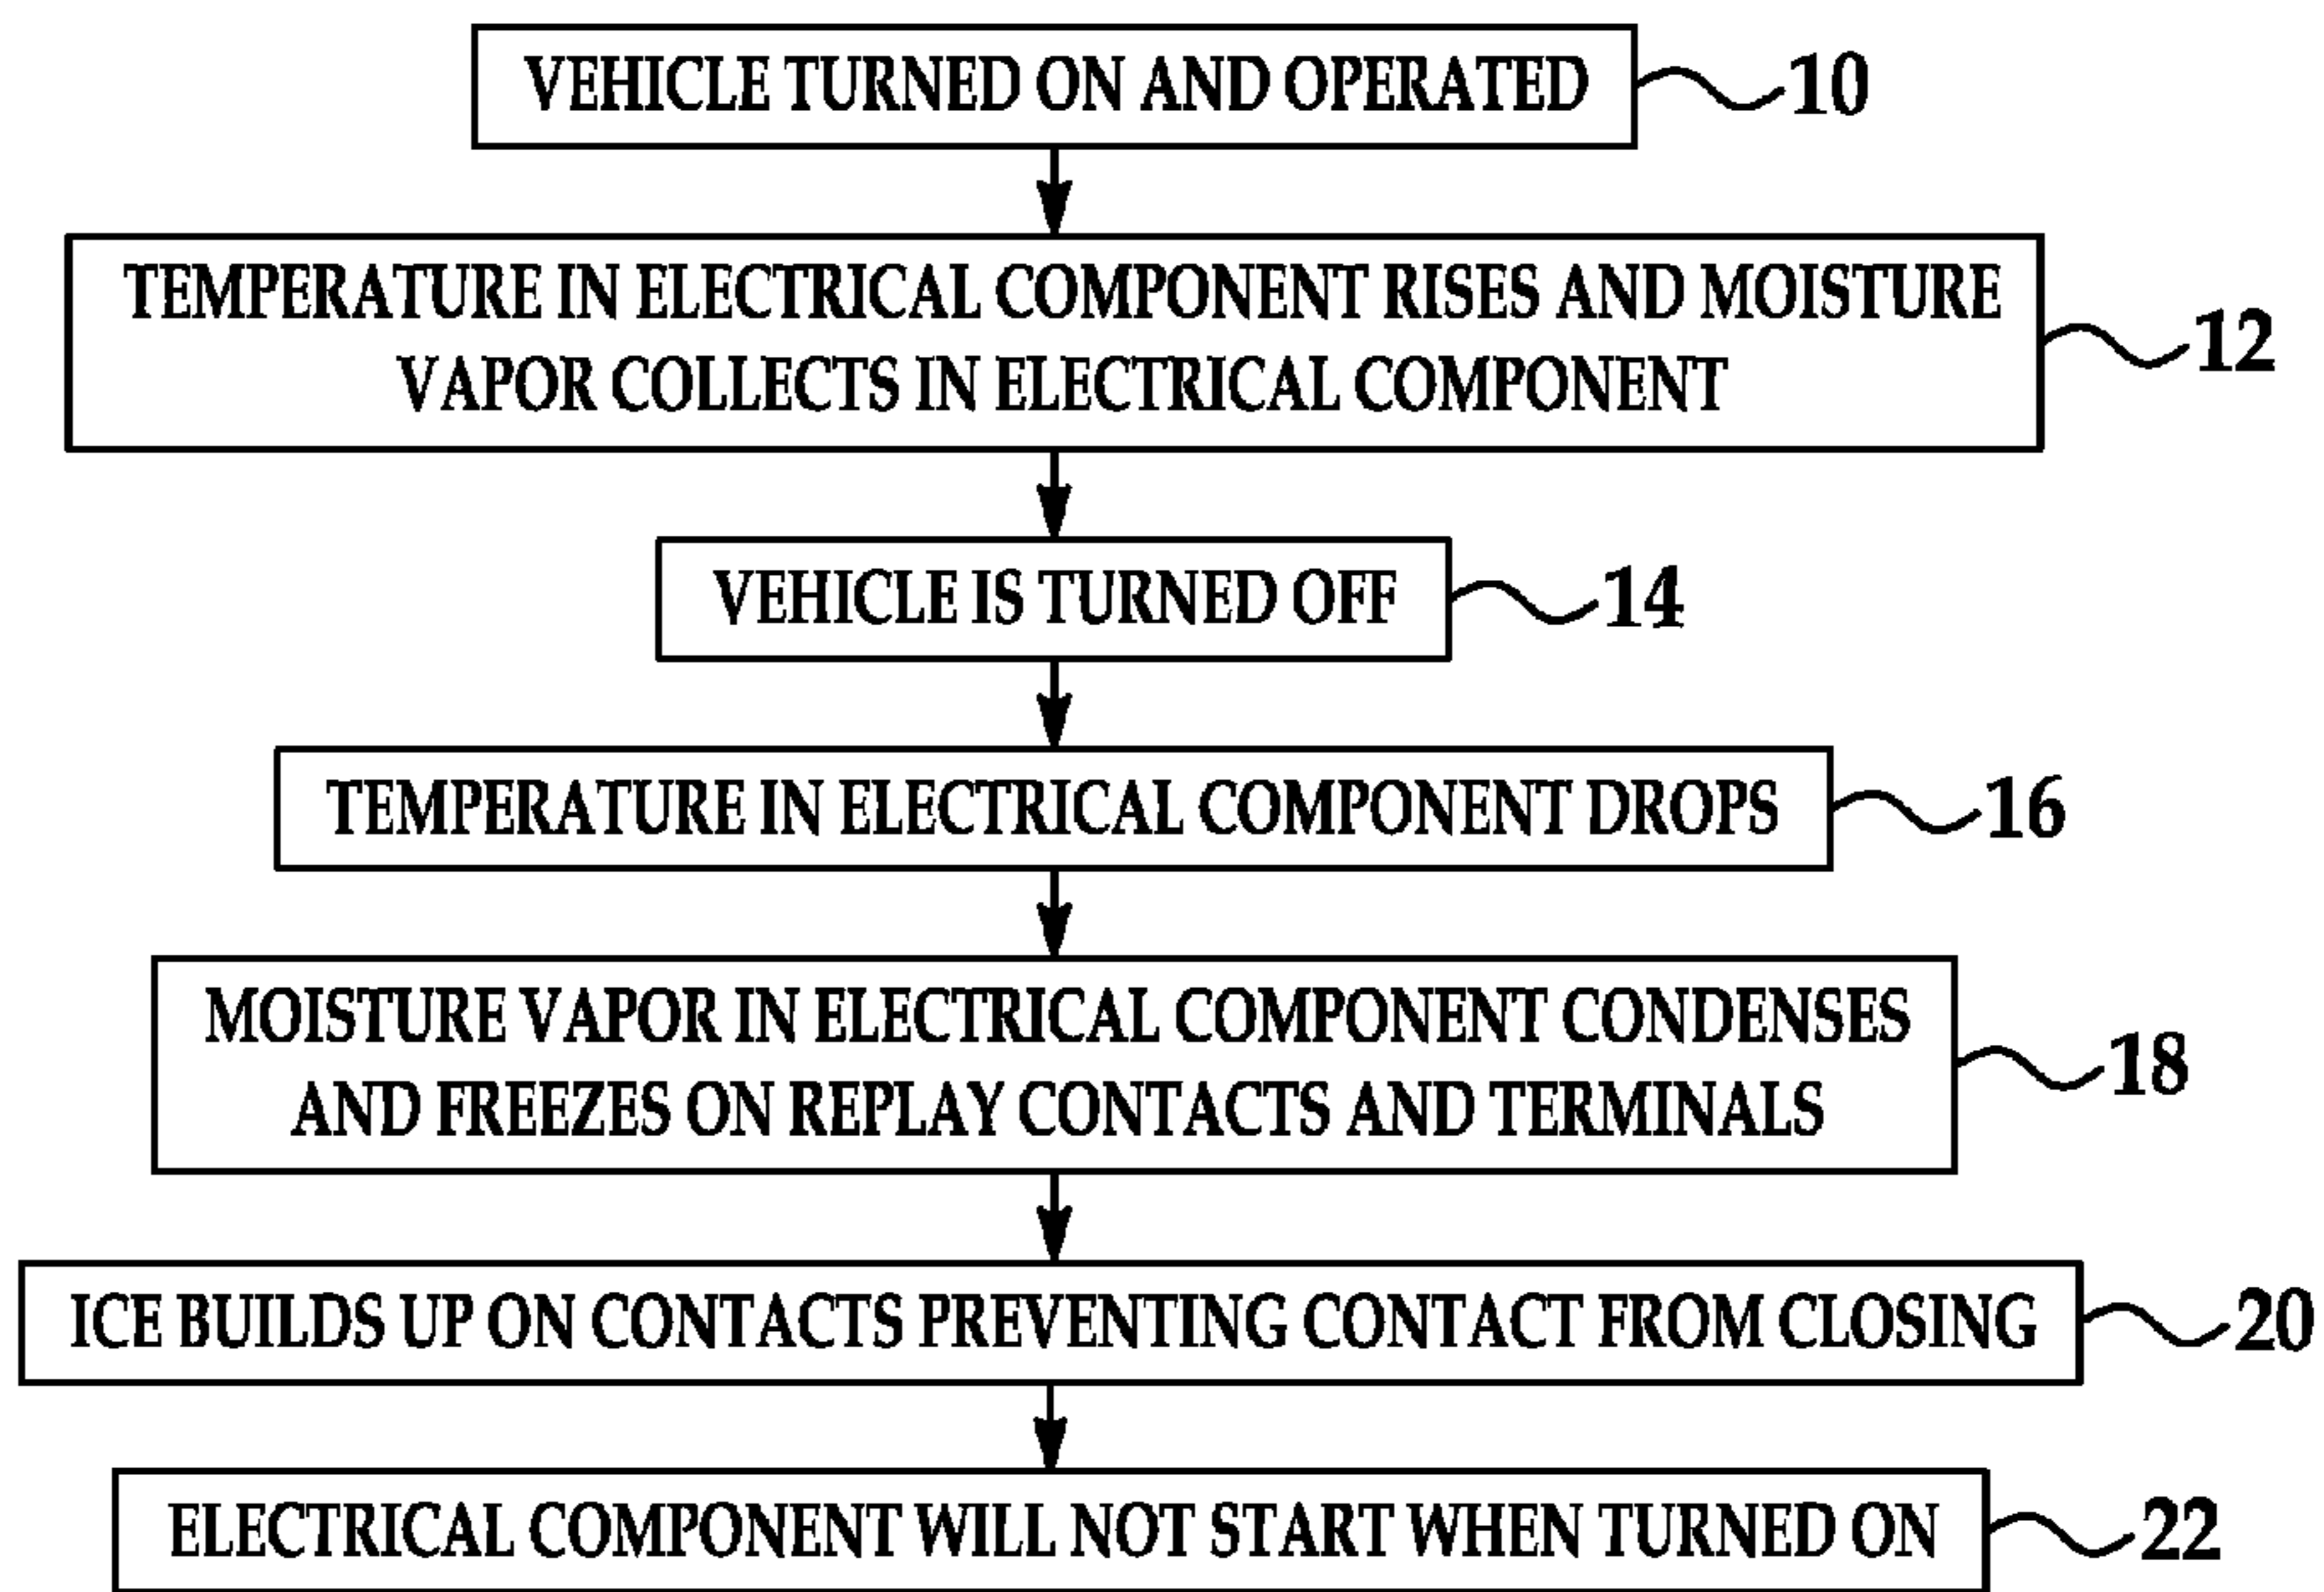 VEHICLE TURNED ON AND OPERATED
10
TEMPERATURE IN ELECTRICAL COMPONENT RISES AND MOISTURE
VAPOR COLLECTS IN ELECTRICAL COMPONENT
12
VEHICLE IS TURNED OFF
14
TEMPERATURE IN ELECTRICAL COMPONENT DROPS
16
MOISTURE VAPOR IN ELECTRICAL COMPONENT CONDENSES
AND FREEZES ON REPLAY CONTACTS AND TERMINALS
18
ICE BUILDS UP ON CONTACTS PREVENTING CONTACT FROM CLOSING
20
ELECTRICAL COMPONENT WILL NOT START WHEN TURNED ON
22